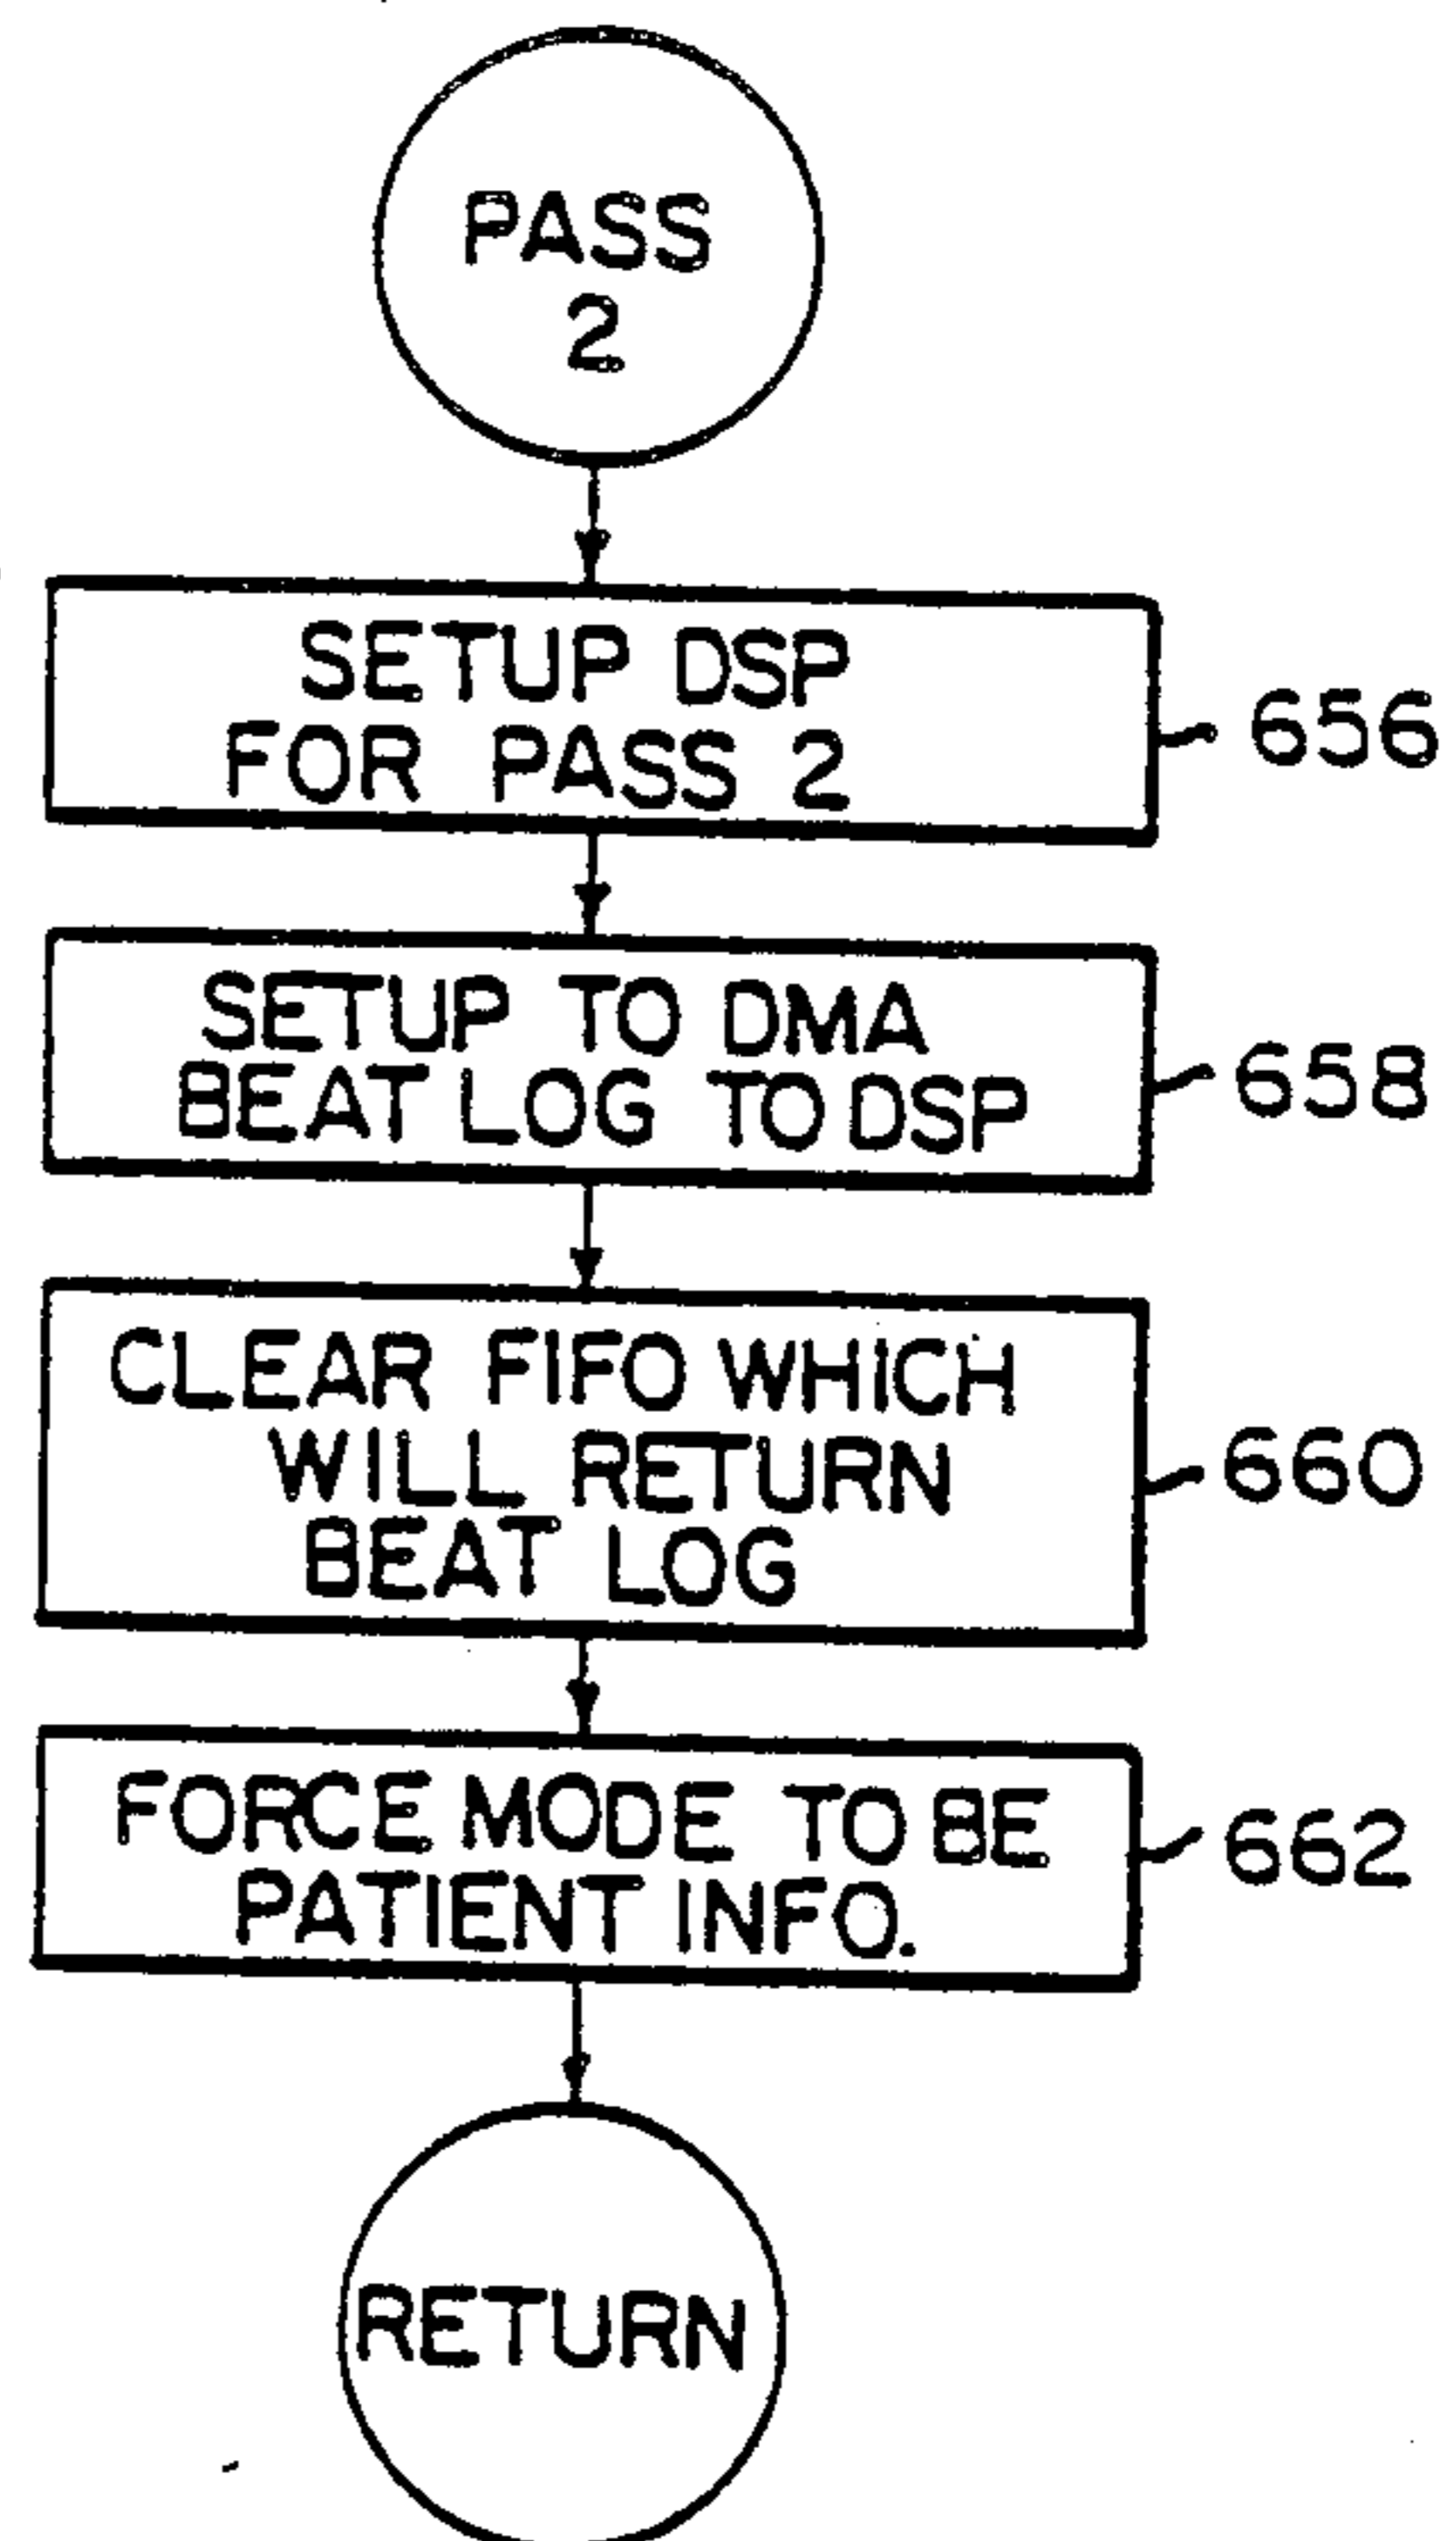 PASS
2
SETUP DSP
FOR PASS 2
656
SETUP TO DMA
BEAT LOG TO DSP
658
CLEAR FIFO WHICH
WILL RETURN
BEAT LOG
660
FORCE MODE TO BE
PATIENT INFO.
662
RETURN